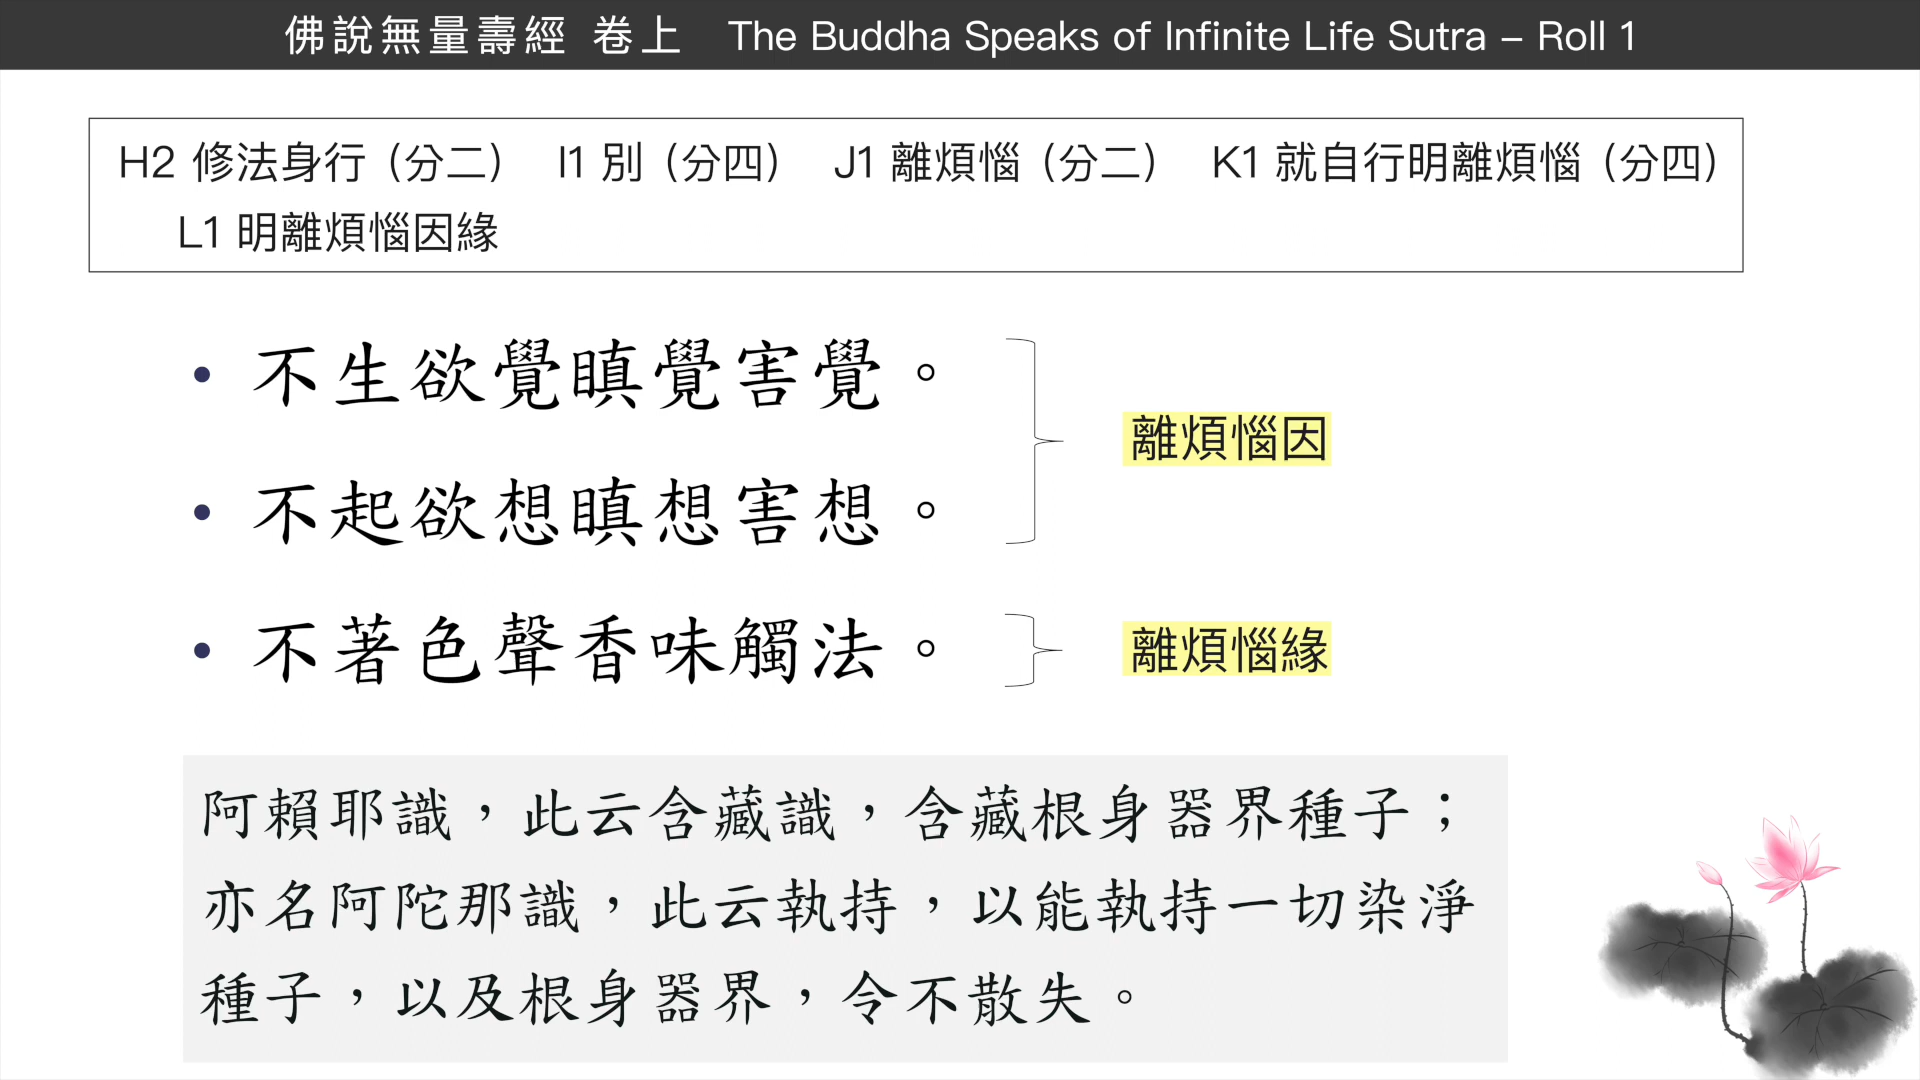 佛說無量壽經 卷上 The Buddha Speaks of Infinite Life Sutra – Roll 1
H2 修法身行（分二） I1 別（分四） J1 離煩惱（分二） K1 就自行明離煩惱（分四）
L1 明離煩惱因緣
• 不生欲覺瞋覺害覺。
• 不起欲想瞋想害想。
離煩惱因
• 不著色聲香味觸法。
離煩惱緣
阿賴耶識，此云含藏識，含藏根身器界種子；
亦名阿陀那識，此云執持，以能執持一切染淨
種子，以及根身器界，令不散失。